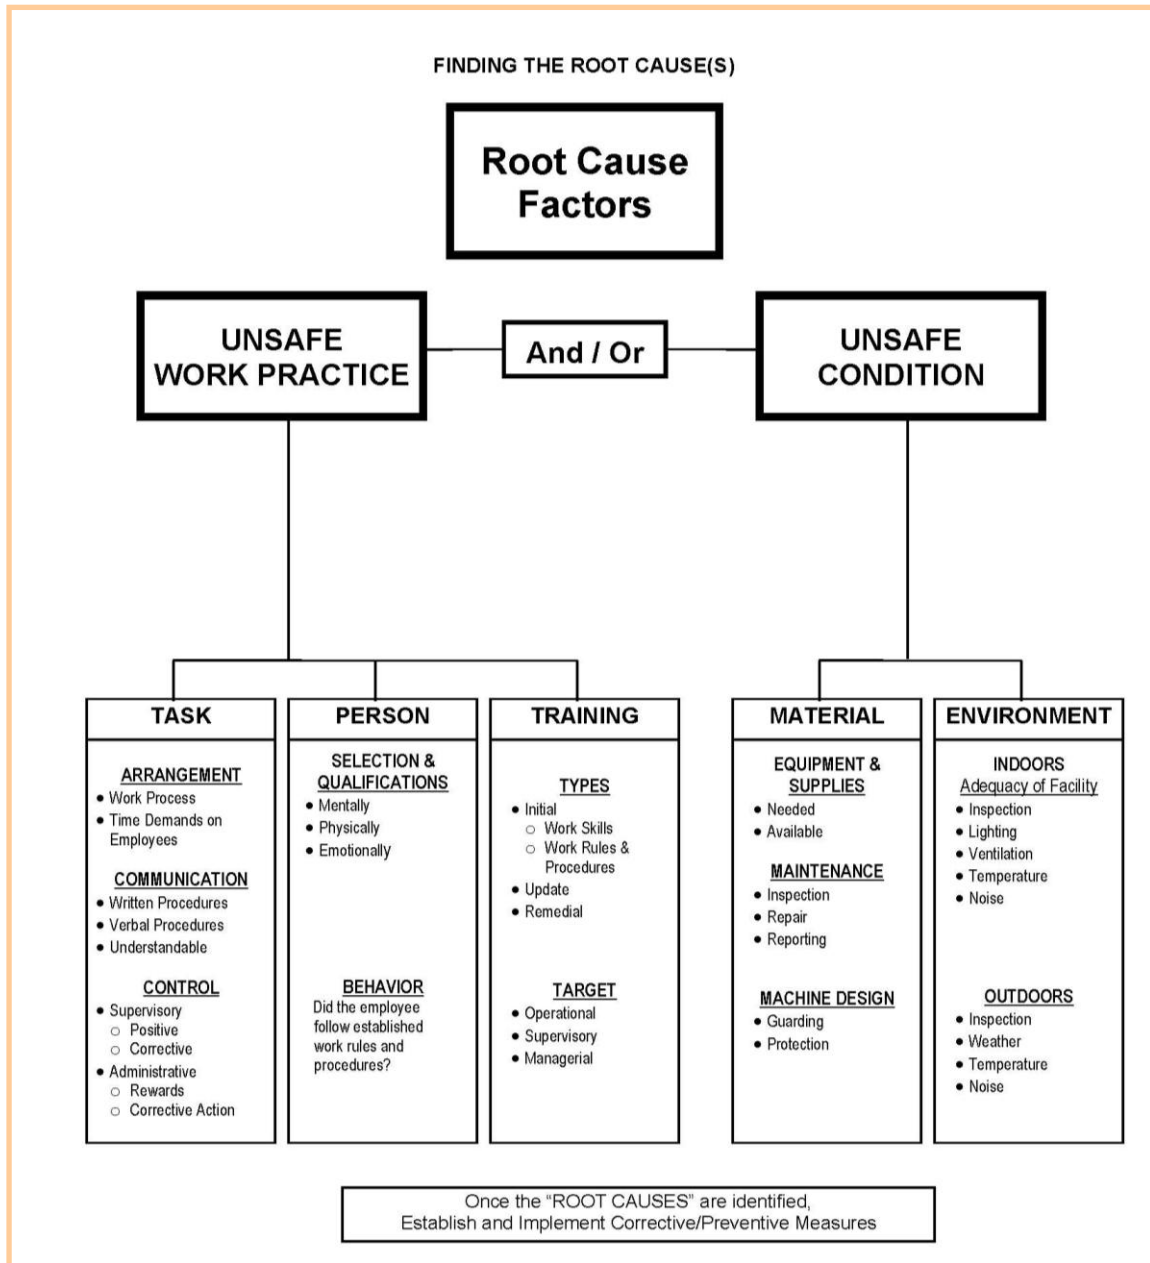 FINDING THE ROOT CAUSE(S)
Root Cause
Factors
UNSAFE
WORK PRACTICE
And / Or
UNSAFE
CONDITION
TASK
ARRANGEMENT
• Work Process
• Time Demands on
Employees
COMMUNICATION
• Written Procedures
• Verbal Procedures
• Understandable
CONTROL
• Supervisory
○ Positive
○ Corrective
• Administrative
○ Rewards
○ Corrective Action
PERSON
SELECTION &
QUALIFICATIONS
• Mentally
• Physically
• Emotionally
BEHAVIOR
Did the employee
follow established
work rules and
procedures?
TRAINING
TYPES
• Initial
○ Work Skills
○ Work Rules &
Procedures
• Update
• Remedial
TARGET
• Operational
• Supervisory
• Managerial
MATERIAL
EQUIPMENT &
SUPPLIES
• Needed
• Available
MAINTENANCE
• Inspection
• Repair
• Reporting
MACHINE DESIGN
• Guarding
• Protection
ENVIRONMENT
INDOORS
Adequacy of Facility
• Inspection
• Lighting
• Ventilation
• Temperature
• Noise
OUTDOORS
• Inspection
• Weather
• Temperature
• Noise
Once the “ROOT CAUSES” are identified,
Establish and Implement Corrective/Preventive Measures